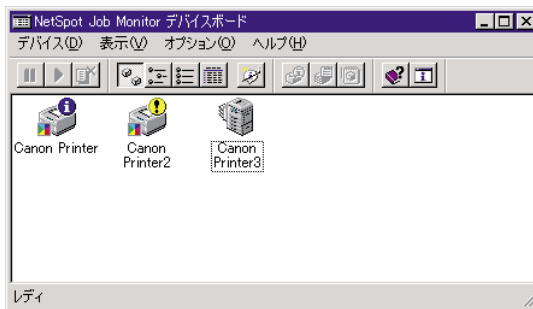 NetSpot Job Monitor デバイスボード
デバイス(D) 表示(V) オプション(O) ヘルプ(H)
Canon Printer
Canon Printer2
Canon Printer3
レディ